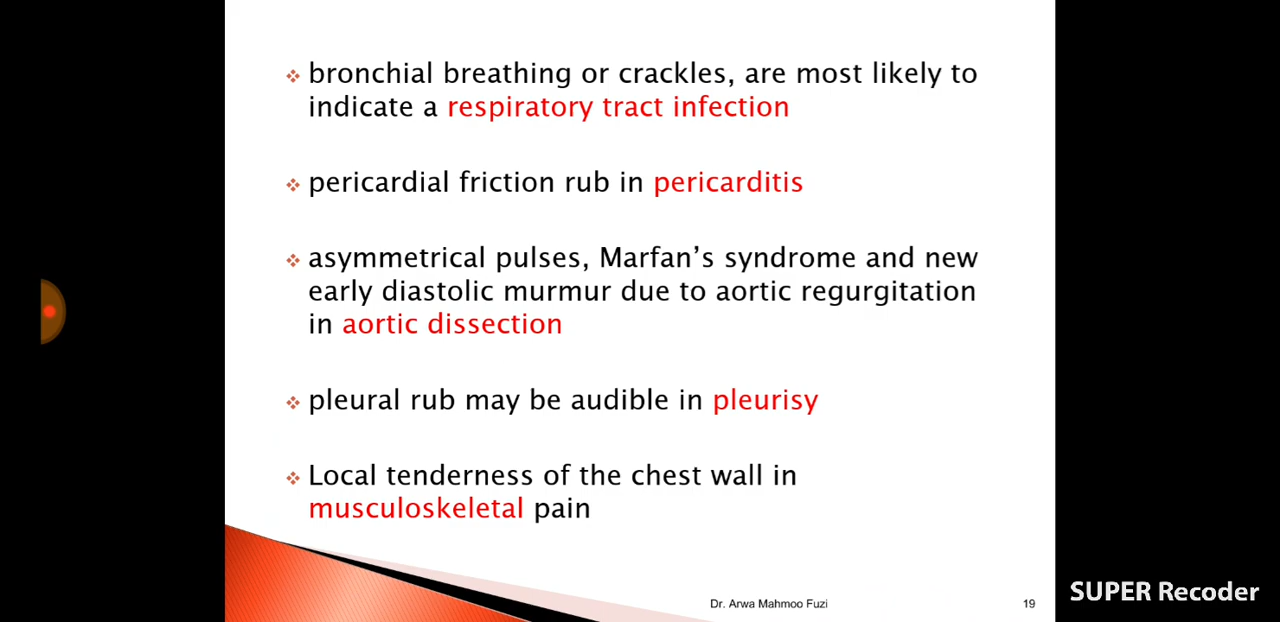 bronchial breathing or crackles, are most likely to
indicate a respiratory tract infection
pericardial friction rub in pericarditis
asymmetrical pulses, Marfan’s syndrome and new
early diastolic murmur due to aortic regurgitation
in aortic dissection
pleural rub may be audible in pleurisy
Local tenderness of the chest wall in
musculoskeletal pain
Dr. Arwa Mahmoo Fuzi
19
SUPER Recoder